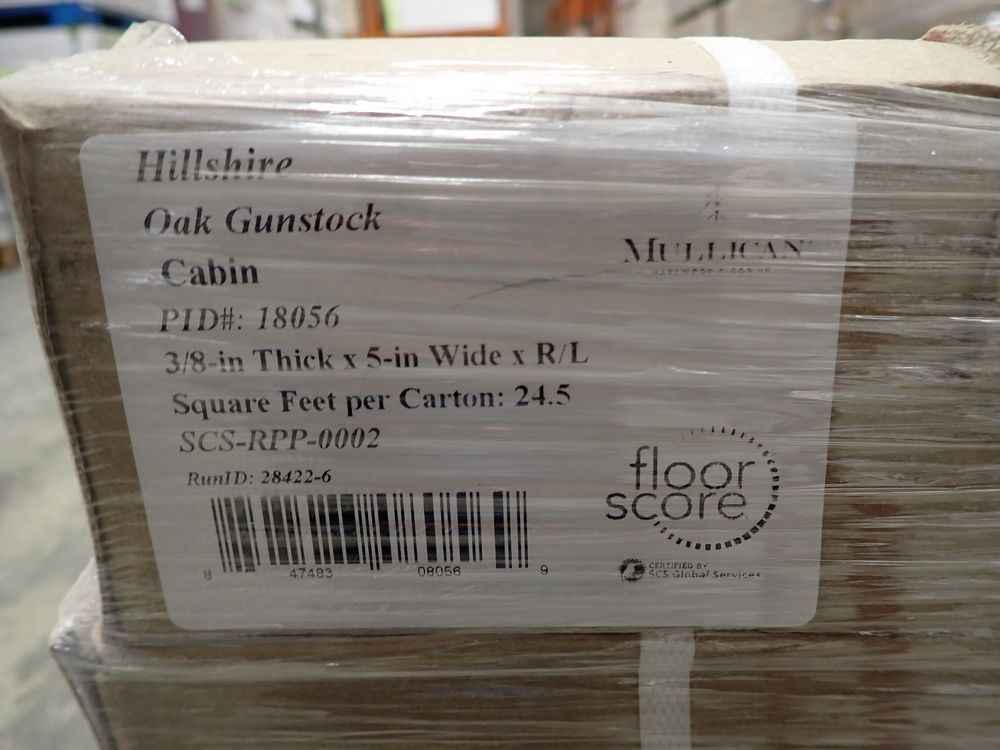 Hillshire
Oak Gunstock
Cabin
PID#: 18056
3/8-in Thick x 5-in Wide x R/L
Square Feet per Carton: 24.5
SCS-RPP-0002
RunID: 28422-6
8 47483 08056 9
MULLICAN
floor
score
CERTIFIED BY
SCS Global Services